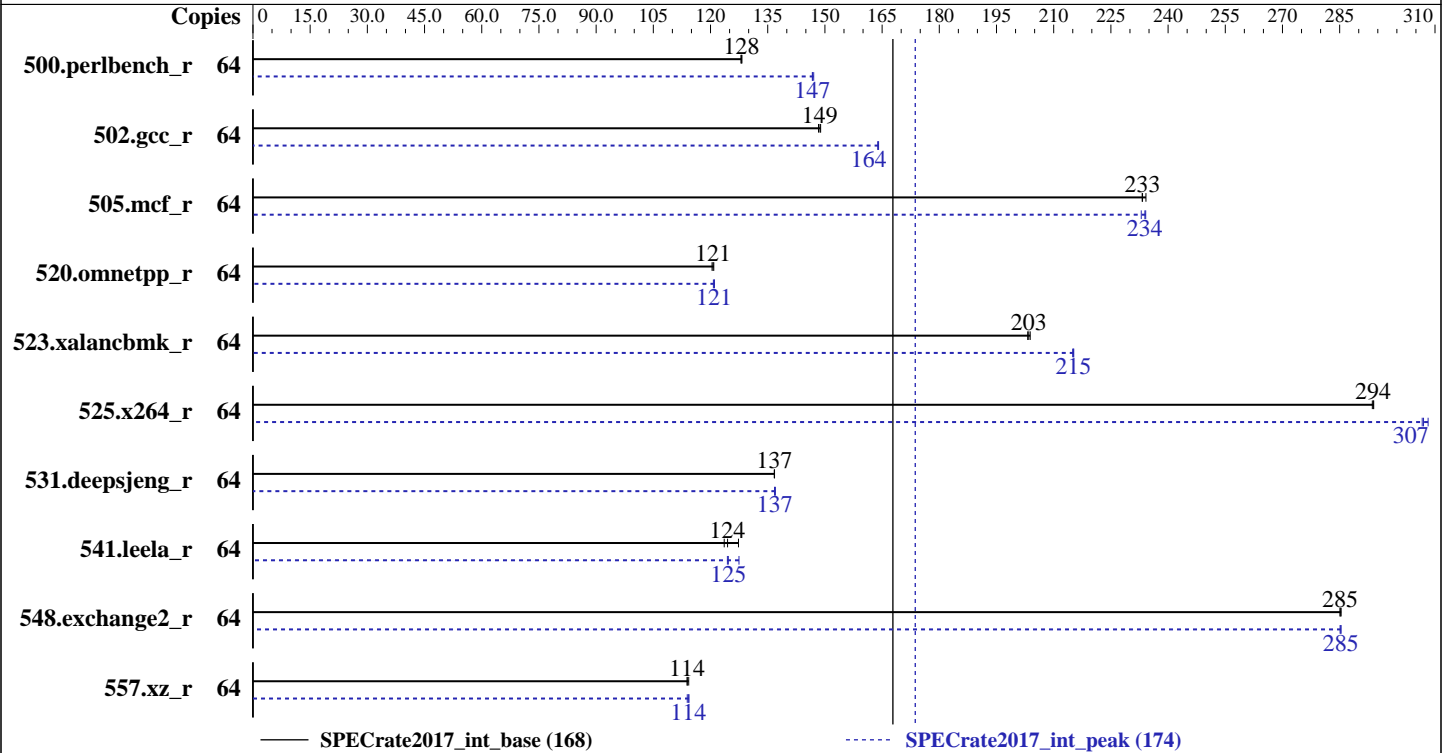 Copies 0 15.0 30.0 45.0 60.0 75.0 90.0 105 120 135 150 165 180 195 210 225 240 255 270 285 310
128
500.perlbench_r 64
147
149
502.gcc_r 64
164
233
505.mcf_r 64
234
121
520.omnetpp_r 64
121
203
523.xalancbmk_r 64
215
294
525.x264_r 64
307
137
531.deepsjeng_r 64
137
124
541.leela_r 64
125
285
548.exchange2_r 64
285
114
557.xz_r 64
114
SPECrate2017_int_base (168) SPECrate2017_int_peak (174)